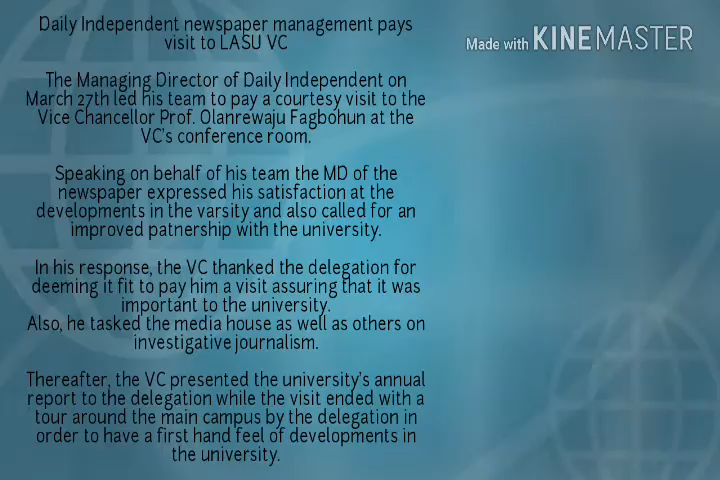 Daily Independent newspaper management pays
visit to LASU VC
Made with KINEMASTER
The Managing Director of Daily Independent on
March 27th led his team to pay a courtesy visit to the
Vice Chancellor Prof. Olanrewaju Fagbohun at the
VC's conference room.
Speaking on behalf of his team the MD of the
newspaper expressed his satisfaction at the
developments in the varsity and also called for an
improved patnership with the university.
In his response, the VC thanked the delegation for
deeming it fit to pay him a visit assuring that it was
important to the university.
Also, he tasked the media house as well as others on
investigative journalism.
Thereafter, the VC presented the university's annual
report to the delegation while the visit ended with a
tour around the main campus by the delegation in
order to have a first hand feel of developments in
the university.